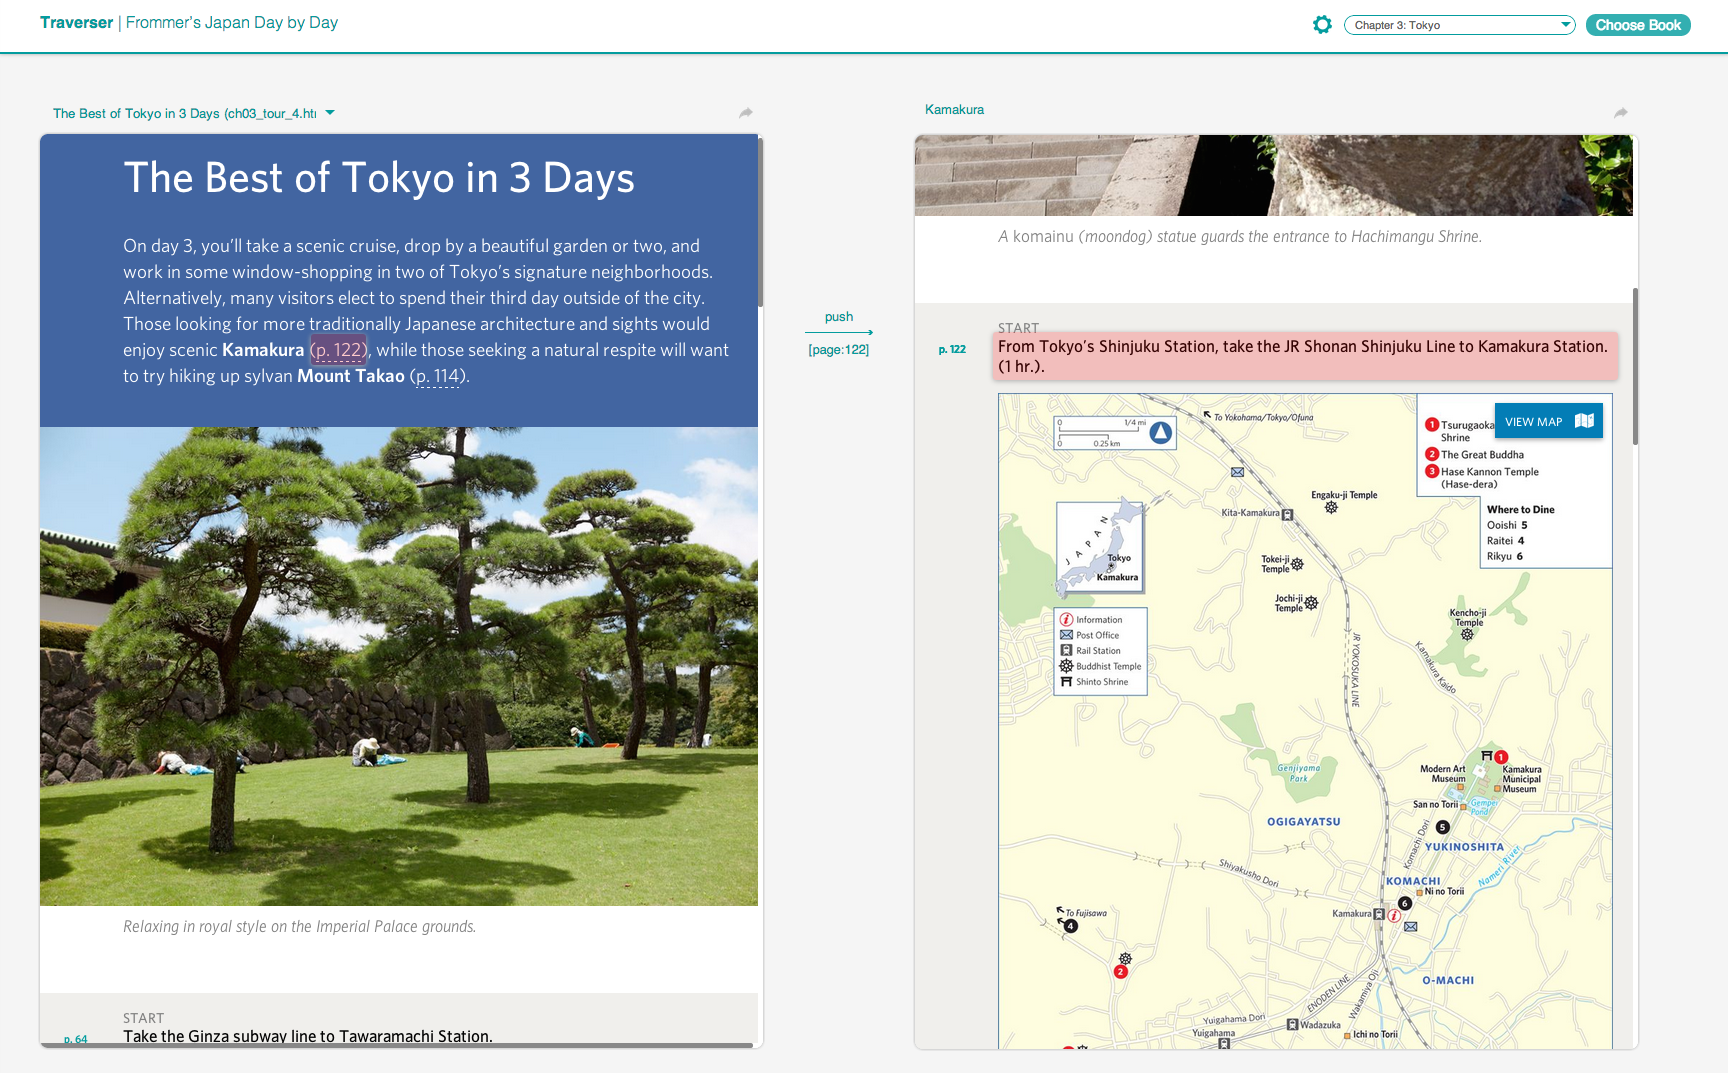 Traverser | Frommer's Japan Day by Day
Chapter 3: Tokyo
Choose Book
The Best of Tokyo in 3 Days (ch03_tour_4.htm
The Best of Tokyo in 3 Days
On day 3, you'll take a scenic cruise, drop by a beautiful garden or two, and
work in some window-shopping in two of Tokyo's signature neighborhoods.
Alternatively, many visitors elect to spend their third day outside of the city.
Those looking for more traditionally Japanese architecture and sights would
enjoy scenic Kamakura (p. 122), while those seeking a natural respite will want
to try hiking up sylvan Mount Takao (p. 114).
Relaxing in royal style on the Imperial Palace grounds.
START
p. 64
Take the Ginza subway line to Tawaramachi Station.
push
[page:122]
Kamakura
A komainu (moondog) statue guards the entrance to Hachimangu Shrine.
START
p. 122
From Tokyo's Shinjuku Station, take the JR Shonan Shinjuku Line to Kamakura Station.
(1 hr.).
0 1/4 mi
0 0.25 km
To Yokohama/Tokyo/Ofuna
VIEW MAP
1 Tsurugaoka
Shrine
2 The Great Buddha
3 Hase Kannon Temple
(Hase-dera)
Where to Dine
Ooishi 5
Raitei 4
Rikyu 6
JAPAN
Tokyo
Kamakura
Information
Post Office
Rail Station
Buddhist Temple
Shinto Shrine
Engaku-ji Temple
Kita-Kamakura
Tokei-ji
Temple
Jochi-ji
Temple
Kencho-ji
Temple
JR YOKOSUKA LINE
Kamakura Kaido
Genjiyama
Park
1
Modern Art
Museum
Kamakura
Municipal
Museum
San no Torii
Gemper
Pond
OGIGAYATSU
5
Komachi Dori
YUKINOSHITA
Nameri River
Shiyakusho Dori
KOMACHI
Ni no Torii
6
Kamakura
To Fujisawa
4
2
O-MACHI
ENODEN LINE
Wakamiya Oji
Yuigahama Dori
Yuigahama
Wadazuka
Ichi no Torii